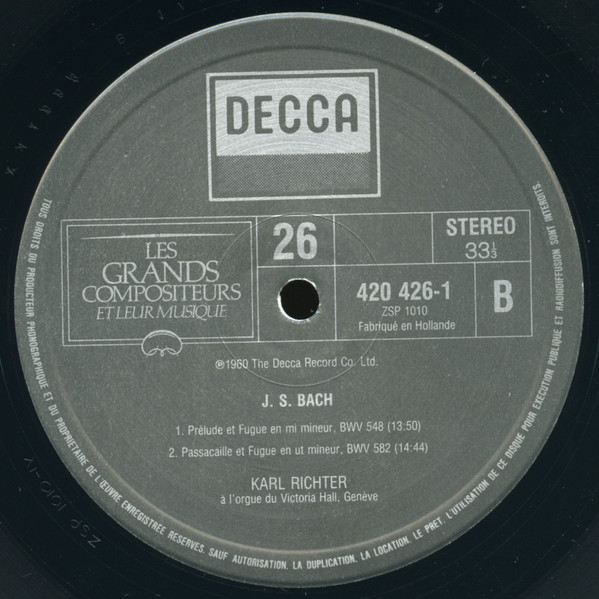 DECCA
LES
GRANDS
COMPOSITEURS
ET LEUR MUSIQUE
26
STEREO
33⅓
420 426-1
ZSP 1010
Fabriqué en Hollande
B
℗1960 The Decca Record Co. Ltd.
J. S. BACH
1. Prélude et Fugue en mi mineur, BWV 548 (13:50)
2. Passacaille et Fugue en ut mineur, BWV 582 (14:44)
KARL RICHTER
à l'orgue du Victoria Hall, Genève
TOUS DROITS DU PRODUCTEUR PHONOGRAPHIQUE ET DU PROPRIETAIRE DE L'ŒUVRE ENREGISTREE RESERVES. SAUF AUTORISATION. LA DUPLICATION. LA LOCATION. LE PRET. L'UTILISATION DE CE DISQUE POUR EXECUTION PUBLIQUE ET RADIODIFFUSION SONT INTERDITS.